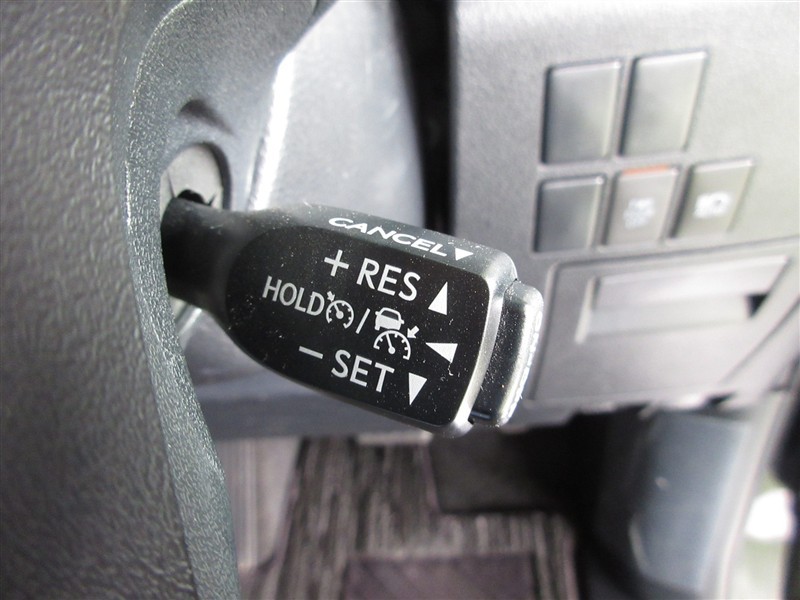 CANCEL▼
+ RES ▲
HOLD /
− SET ▼